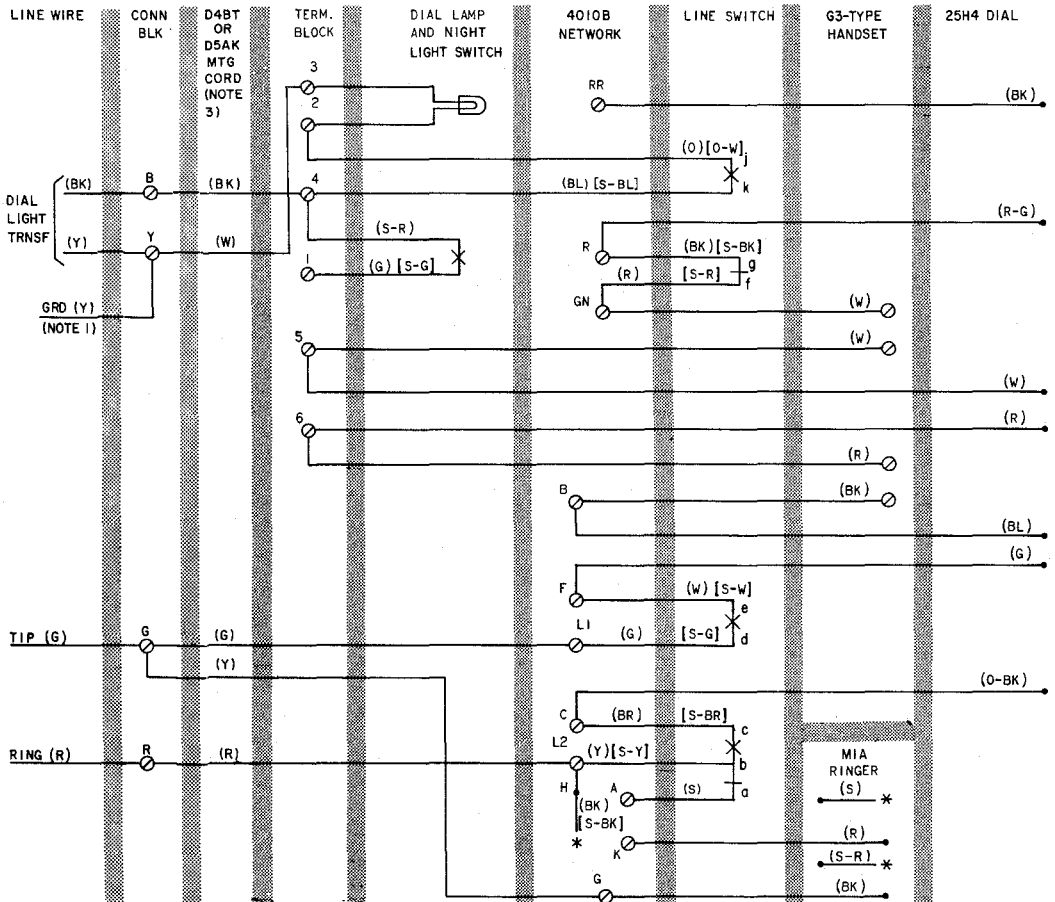 LINE WIRE
CONN
BLK
D4BT
OR
D5AK
MTG
CORD
(NOTE
3)
TERM.
BLOCK
DIAL LAMP
AND NIGHT
LIGHT SWITCH
4010B
NETWORK
LINE SWITCH
G3-TYPE
HANDSET
25H4 DIAL
3
RR
(BK)
2
(O)[O-W]
j
DIAL
LIGHT
TRNSF
(BK)
B
(BK)
4
(BL)[S-BL]
k
(R-G)
(Y)
Y
(W)
(S-R)
R
(BK)[S-BK]
g
1
(G)[S-G]
(R)
[S-R]
f
GRD (Y)
(NOTE 1)
GN
(W)
5
(W)
(W)
6
(R)
(R)
B
(BK)
(BL)
(G)
F
(W)[S-W]
e
TIP (G)
G
(G)
L1
(G)
[S-G]
d
(Y)
(O-BK)
C
(BR)
[S-BR]
c
RING (R)
R
(R)
L2
(Y)[S-Y]
b
M1A
RINGER
H
A
(S)
a
(S)
*
(BK)
[S-BK]
*
K
(R)
(S-R)
*
G
(BK)